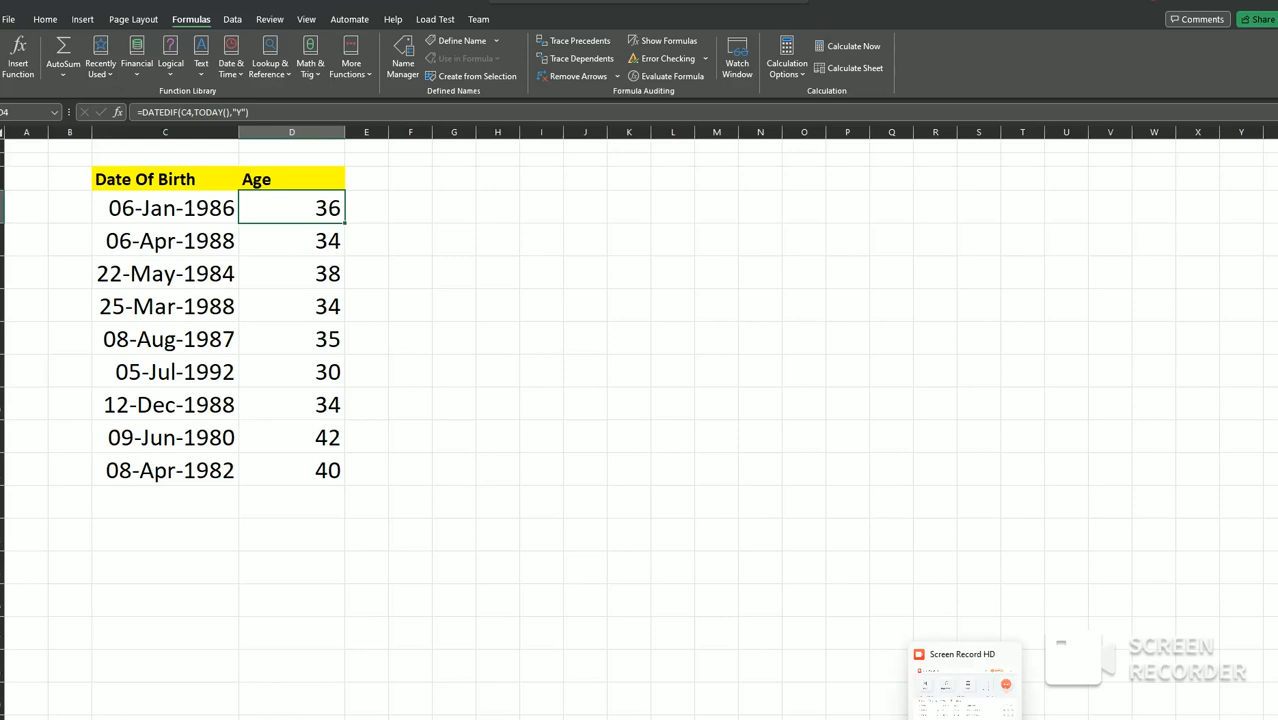 File Home Insert Page Layout Formulas Data Review View Automate Help Load Test Team Comments Share
Insert Function
AutoSum
Recently Used
Financial
Logical
Text
Date & Time
Lookup & Reference
Math & Trig
More Functions
Function Library
Name Manager
Define Name
Use in Formula
Create from Selection
Defined Names
Trace Precedents
Trace Dependents
Remove Arrows
Show Formulas
Error Checking
Evaluate Formula
Formula Auditing
Watch Window
Calculation Options
Calculate Now
Calculate Sheet
Calculation
fx =DATEDIF(C4,TODAY(),"Y")
A B C D E F G H I J K L M N O P Q R S T U V W X Y
Date Of Birth Age
06-Jan-1986 36
06-Apr-1988 34
22-May-1984 38
25-Mar-1988 34
08-Aug-1987 35
05-Jul-1992 30
12-Dec-1988 34
09-Jun-1980 42
08-Apr-1982 40
Screen Record HD
SCREEN
RECORDER